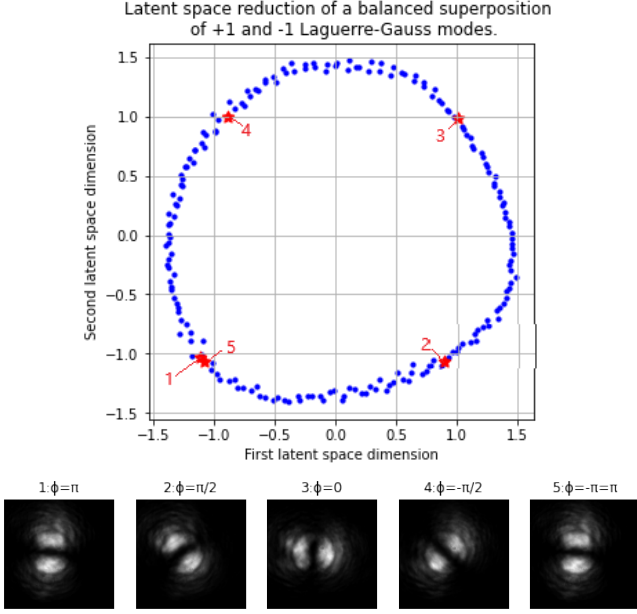 Latent space reduction of a balanced superposition
of +1 and -1 Laguerre-Gauss modes.
1.5
1.0
0.5
0.0
−0.5
−1.0
−1.5
Second latent space dimension
4
3
5
2
1
−1.5 −1.0 −0.5 0.0 0.5 1.0 1.5
First latent space dimension
1:ϕ=π 2:ϕ=π/2 3:ϕ=0 4:ϕ=-π/2 5:ϕ=-π=π